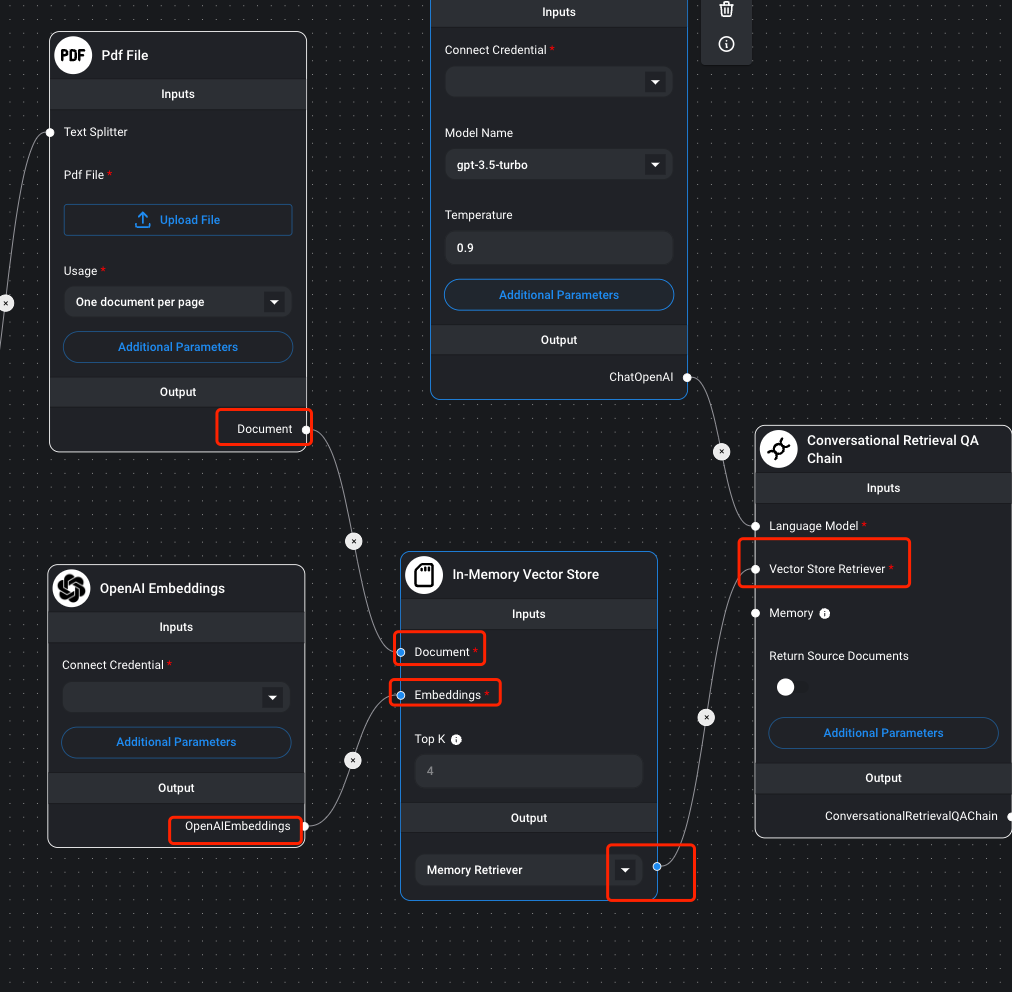 PDF
Pdf File
Inputs
Text Splitter
Pdf File *
Upload File
Usage *
One document per page
Additional Parameters
Output
Document
Inputs
Connect Credential *
Model Name
gpt-3.5-turbo
Temperature
0.9
Additional Parameters
Output
ChatOpenAI
OpenAI Embeddings
Inputs
Connect Credential *
Additional Parameters
Output
OpenAIEmbeddings
In-Memory Vector Store
Inputs
Document *
Embeddings *
Top K
4
Output
Memory Retriever
Conversational Retrieval QA
Chain
Inputs
Language Model *
Vector Store Retriever *
Memory
Return Source Documents
Additional Parameters
Output
ConversationalRetrievalQAChain